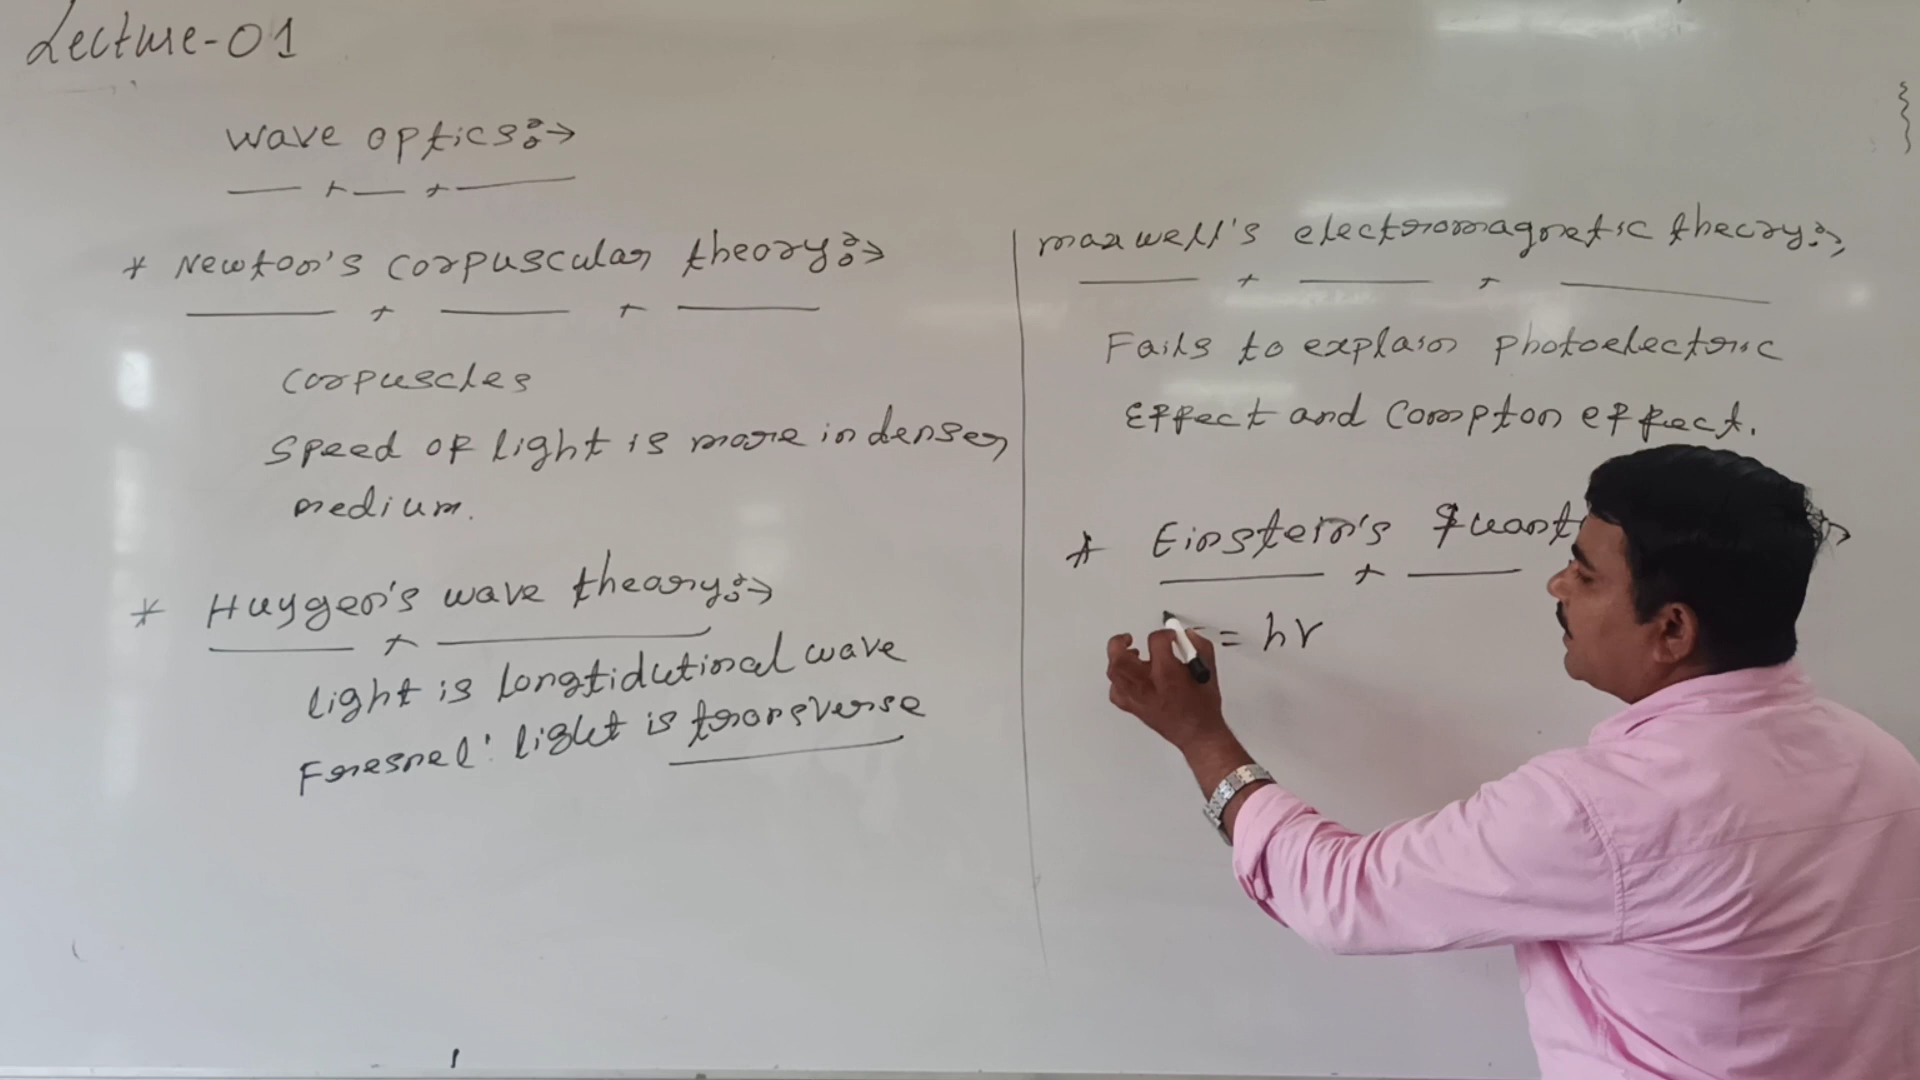 Lecture-01
wave optics:→
* Newton's corpuscular theory:→
corpuscles
speed of light is more in denser
medium.
* Huygen's wave theory:→
light is longtidutional wave
Fresnel: light is transverse
maxwell's electromagnetic theory:→
Fails to explain photoelectric
Effect and Compton effect.
* Einstein's
= hν